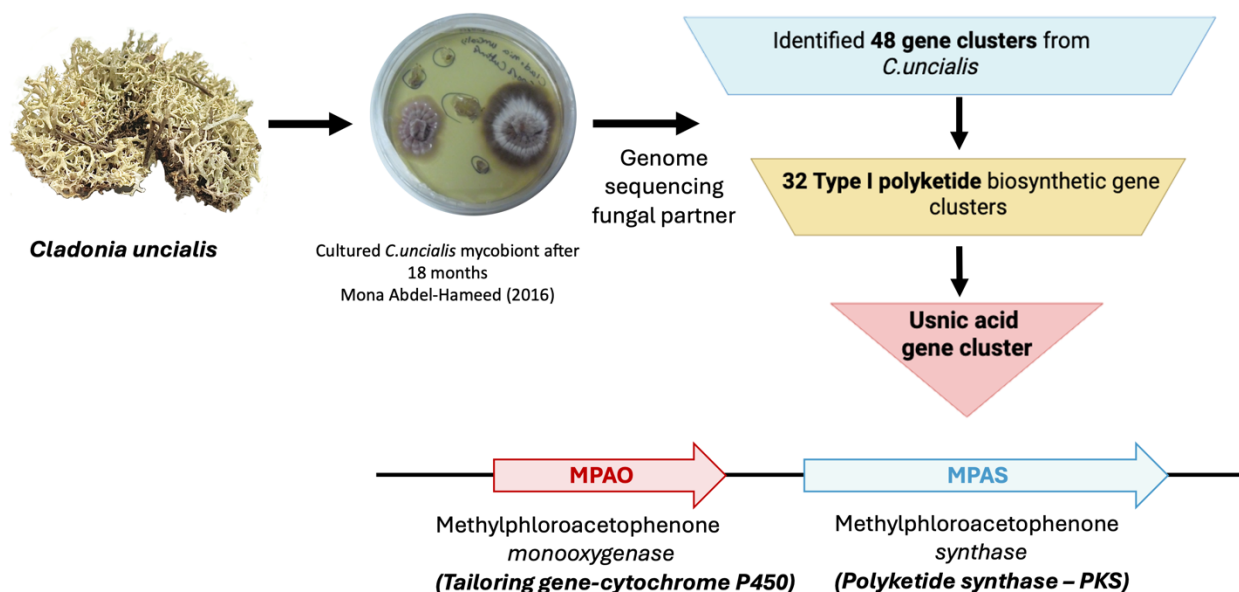 Cladonia uncialis
Cultured C.uncialis mycobiont after
18 months
Mona Abdel-Hameed (2016)
Genome
sequencing
fungal partner
Identified 48 gene clusters from
C.uncialis
32 Type I polyketide biosynthetic gene
clusters
Usnic acid
gene cluster
MPAO
Methylphloroacetophenone
monooxygenase
(Tailoring gene-cytochrome P450)
MPAS
Methylphloroacetophenone
synthase
(Polyketide synthase – PKS)